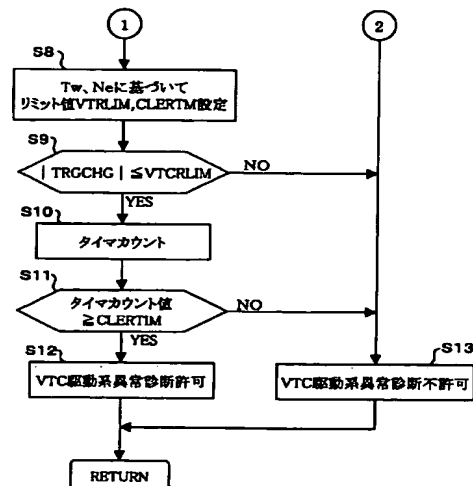 1
2
S8
Tw、Neに基づいて
リミット値VTRLIM,CLERTM設定
S9
| TRGCHG | ≦VTCRLIM
NO
YES
S10
タイマカウント
S11
タイマカウント値
≧CLERTIM
NO
YES
S12
S13
VTC駆動系異常診断許可
VTC駆動系異常診断不許可
RETURN